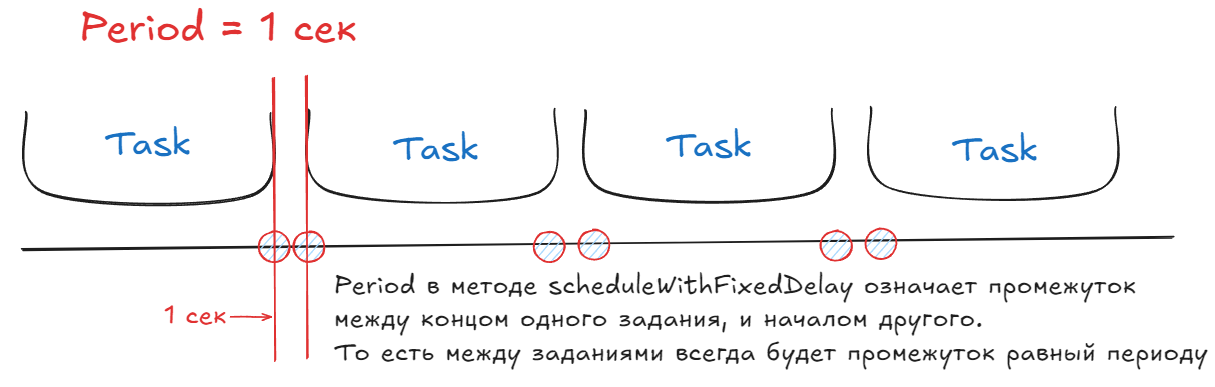 Period = 1 сек
Task Task Task Task
Period в методе scheduleWithFixedDelay означает промежуток
1 сек
между концом одного задания, и началом другого.
То есть между заданиями всегда будет промежуток равный периоду